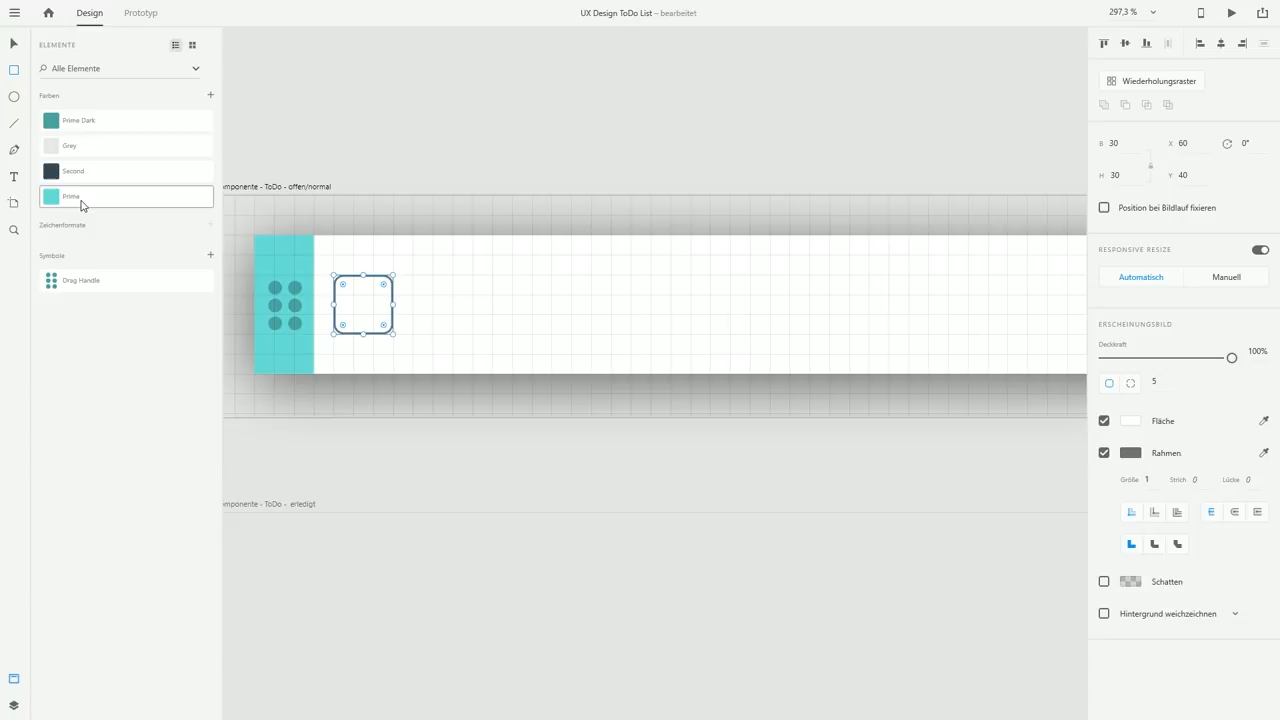 Design Prototyp UX Design ToDo List – bearbeitet 297,3 %
ELEMENTE
Alle Elemente
Farben
Prime Dark
Grey
Second
Prime
Zeichenformate
Symbole
Drag Handle
omponente - ToDo - offen/normal
omponente - ToDo - erledigt
Wiederholungsraster
B 30 X 60 0°
H 30 Y 40
Position bei Bildlauf fixieren
RESPONSIVE RESIZE
Automatisch Manuell
ERSCHEINUNGSBILD
Deckkraft
100%
5
Fläche
Rahmen
Größe 1 Strich 0 Lücke 0
Schatten
Hintergrund weichzeichnen